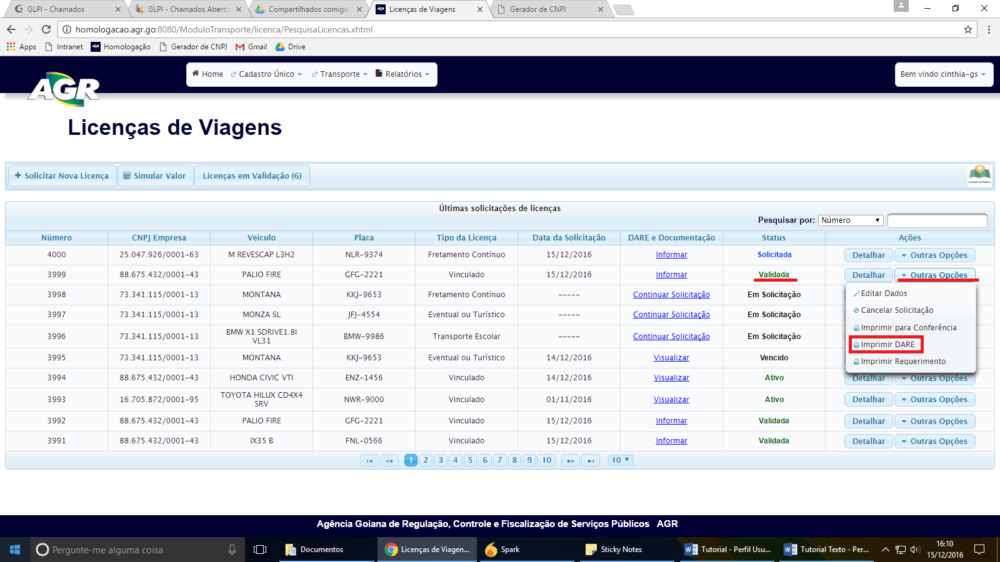 GLPI - Chamados
GLPI - Chamados Aberto
Compartilhados comigo
Licenças de Viagens
Gerador de CNPJ
homologacao.agr.go:8080/ModuloTransporte/licenca/PesquisaLicencas.xhtml
Apps Intranet Homologação Gerador de CNPJ Gmail Drive
AGR
Home Cadastro Único Transporte Relatórios
Bem vindo cinthia-gs
Licenças de Viagens
Solicitar Nova Licença Simular Valor Licenças em Validação (6)
Últimas solicitações de licenças
Pesquisar por: Número
Número CNPJ Empresa Veículo Placa Tipo da Licença Data da Solicitação DARE e Documentação Status Ações
4000 25.047.926/0001-63 M REVESCAP L3H2 NLR-9374 Fretamento Contínuo 15/12/2016 Informar Solicitada Detalhar Outras Opções
3999 88.675.432/0001-43 PALIO FIRE GFG-2221 Vinculado 15/12/2016 Informar Validada Detalhar Outras Opções
3998 73.341.115/0001-13 MONTANA KKJ-9653 Fretamento Contínuo ----- Continuar Solicitação Em Solicitação
3997 73.341.115/0001-13 MONZA SL JFJ-4554 Eventual ou Turístico ----- Continuar Solicitação Em Solicitação
3996 73.341.115/0001-13 BMW X1 SDRIVE1.8I VL31 BMW-9986 Transporte Escolar ----- Continuar Solicitação Em Solicitação
3995 73.341.115/0001-13 MONTANA KKJ-9653 Eventual ou Turístico 14/12/2016 Visualizar Vencido
3994 88.675.432/0001-43 HONDA CIVIC VTI ENZ-1456 Vinculado 14/12/2016 Visualizar Ativo Detalhar Outras Opções
3993 16.705.872/0001-95 TOYOTA HILUX CD4X4 SRV NWR-9000 Vinculado 01/11/2016 Visualizar Ativo Detalhar Outras Opções
3992 88.675.432/0001-43 PALIO FIRE GFG-2221 Vinculado 15/12/2016 Informar Validada Detalhar Outras Opções
3991 88.675.432/0001-43 IX35 B FNL-0566 Vinculado 15/12/2016 Informar Validada Detalhar Outras Opções
Editar Dados
Cancelar Solicitação
Imprimir para Conferência
Imprimir DARE
Imprimir Requerimento
1 2 3 4 5 6 7 8 9 10 10
Agência Goiana de Regulação, Controle e Fiscalização de Serviços Públicos AGR
Pergunte-me alguma coisa
Documentos
Licenças de Viagen...
Spark
Sticky Notes
Tutorial - Perfil Usu...
Tutorial Texto - Per...
16:10
15/12/2016